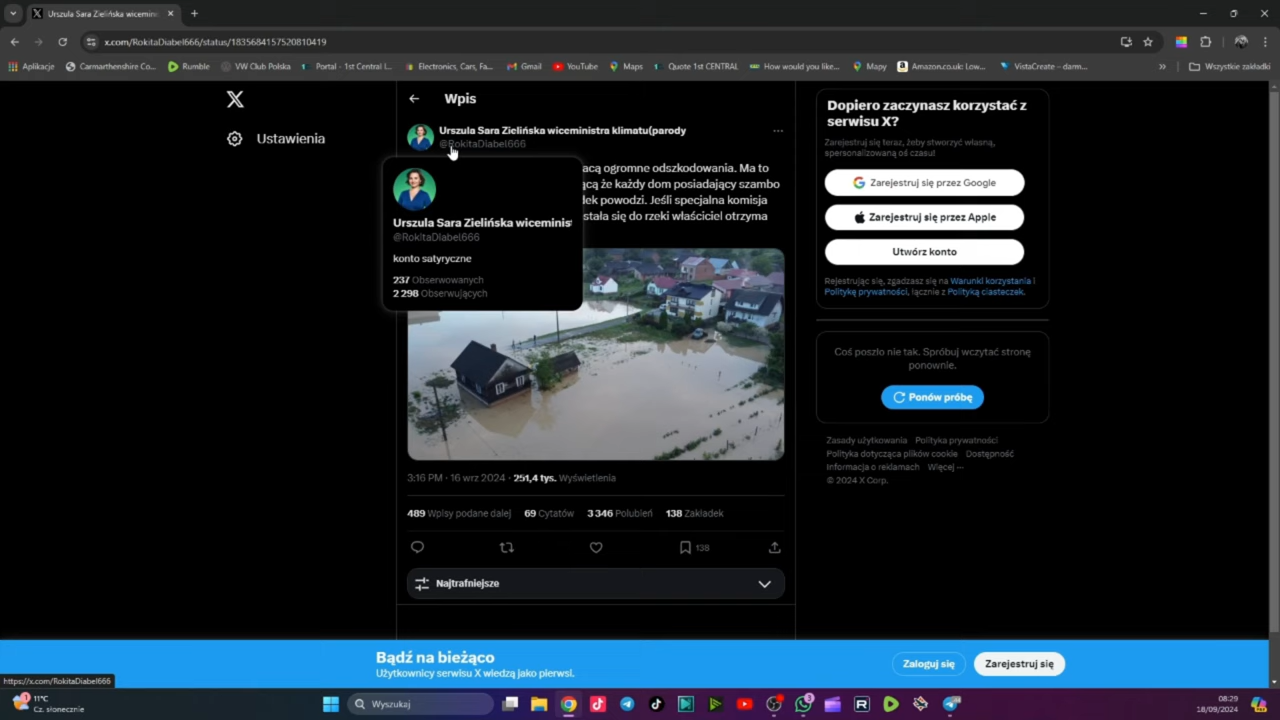 Urszula Sara Zielińska wiceminis
x.com/RokitaDiabel666/status/1835684157520810419
Aplikacje
Carmarthenshire Co...
Rumble
VW Club Polska
Portal - 1st Central I...
Electronics, Cars, Fa...
Gmail
YouTube
Maps
Quote 1st CENTRAL
How would you like...
Mapy
Amazon.co.uk: Low...
VistaCreate – darm...
»
Wszystkie zakładki
Ustawienia
Wpis
Urszula Sara Zielińska wiceministra klimatu(parody
@RokitaDiabel666
acą ogromne odszkodowania. Ma to
ącą że każdy dom posiadający szambo
dek powodzi. Jeśli specjalna komisja
stała się do rzeki właściciel otrzyma
Urszula Sara Zielińska wiceminist
@RokitaDiabel666
konto satyryczne
237 Obserwowanych
2 298 Obserwujących
3:16 PM · 16 wrz 2024 · 251,4 tys. Wyświetlenia
489 Wpisy podane dalej 69 Cytatów 3 346 Polubień 138 Zakładek
138
Najtrafniejsze
Dopiero zaczynasz korzystać z
serwisu X?
Zarejestruj się teraz, żeby stworzyć własną,
spersonalizowaną oś czasu!
Zarejestruj się przez Google
Zarejestruj się przez Apple
Utwórz konto
Rejestrując się, zgadzasz się na Warunki korzystania i
Politykę prywatności, łącznie z Polityką ciasteczek.
Coś poszło nie tak. Spróbuj wczytać stronę
ponownie.
Ponów próbę
Zasady użytkowania Polityka prywatności
Polityka dotycząca plików cookie Dostępność
Informacja o reklamach Więcej ···
© 2024 X Corp.
Bądź na bieżąco
Użytkownicy serwisu X wiedzą jako pierwsi.
Zaloguj się
Zarejestruj się
https://x.com/RokitaDiabel666
1
11°C
Cz. słonecznie
Wyszukaj
3
08:29
18/09/2024